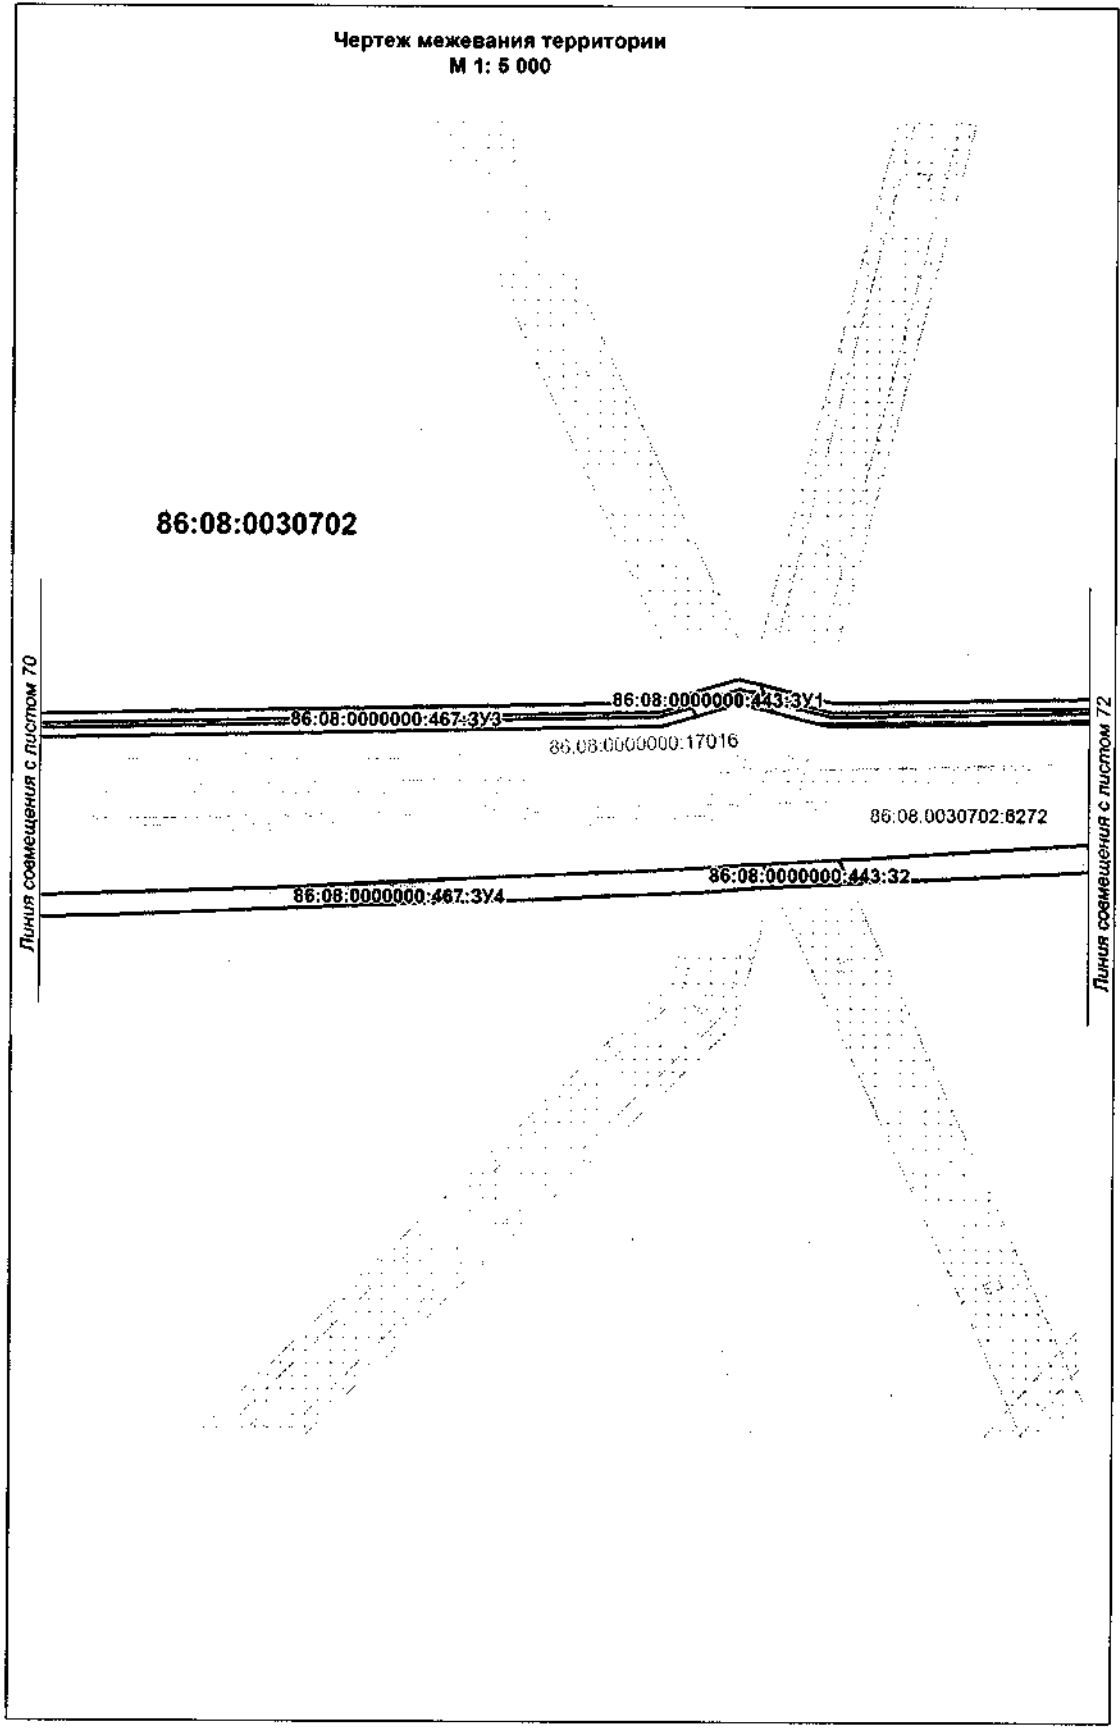 Чертеж межевания территории
М 1: 5 000
86:08:0030702
Линия совмещения с листом 70
86:08:0000000:443:ЗУ1
86:08:0000000:467:ЗУ3
86:08:0000000:17016
Линия совмещения с листом 72
86:08:0030702:6272
86:08:0000000:443:32
86:08:0000000:467:ЗУ4